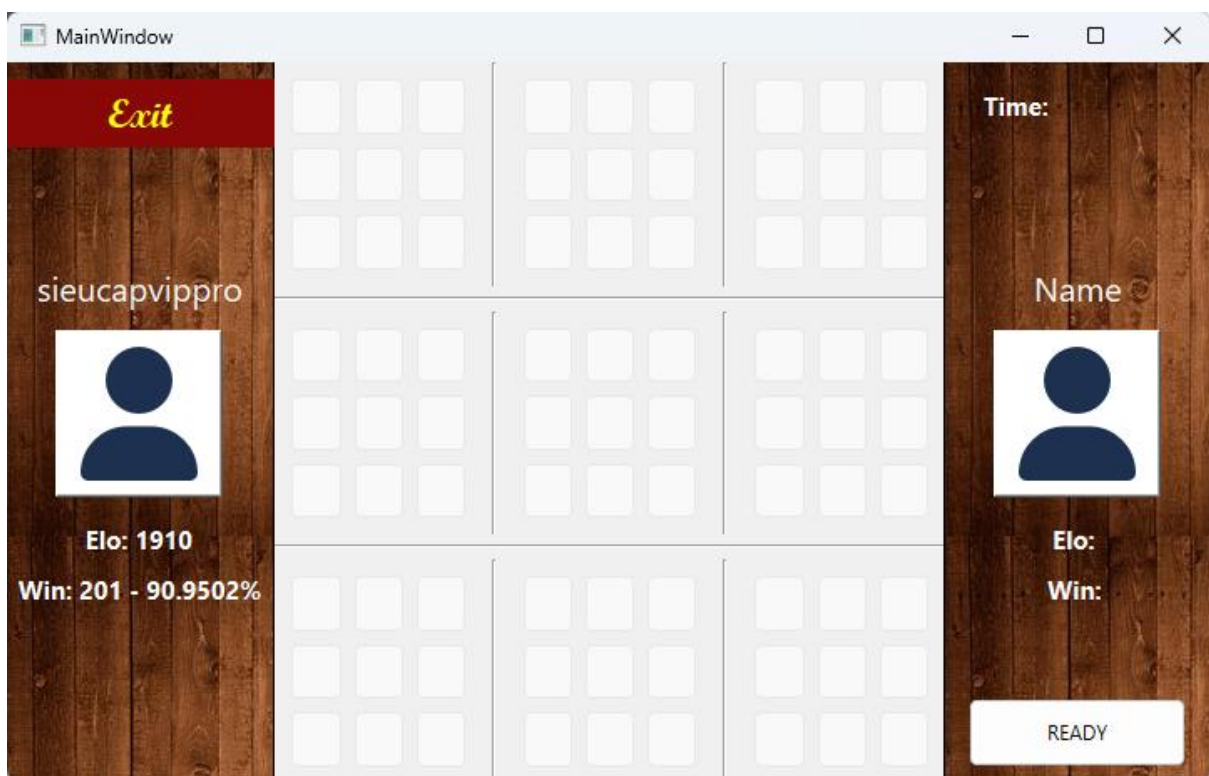 MainWindow
Exit
Time:
sieucapvippro
Name
Elo: 1910
Elo:
Win: 201 - 90.9502%
Win:
READY